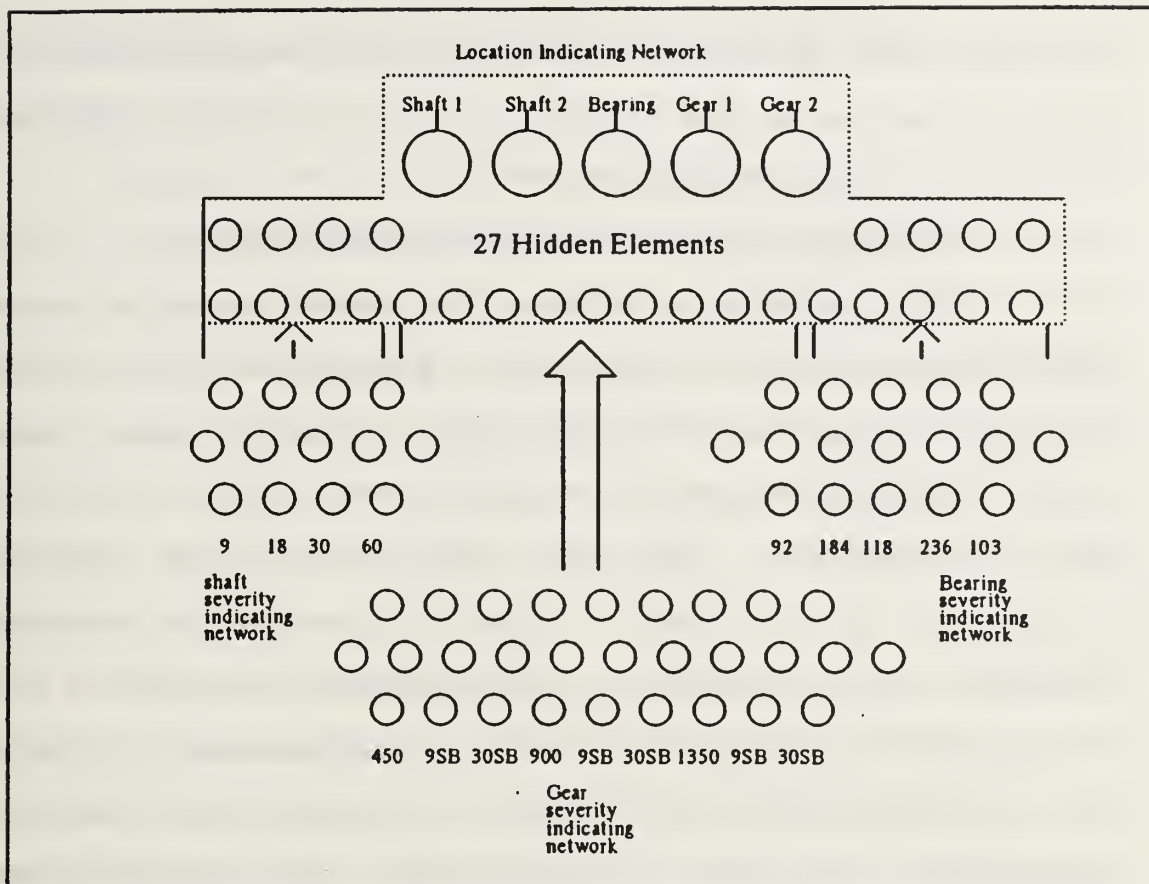 Location Indicating Network
Shaft 1 Shaft 2 Bearing Gear 1 Gear 2
27 Hidden Elements
9 18 30 60
92 184 118 236 103
shaft
severity
indicating
network
Bearing
severity
indicating
network
450 9SB 30SB 900 9SB 30SB 1350 9SB 30SB
Gear
severity
indicating
network